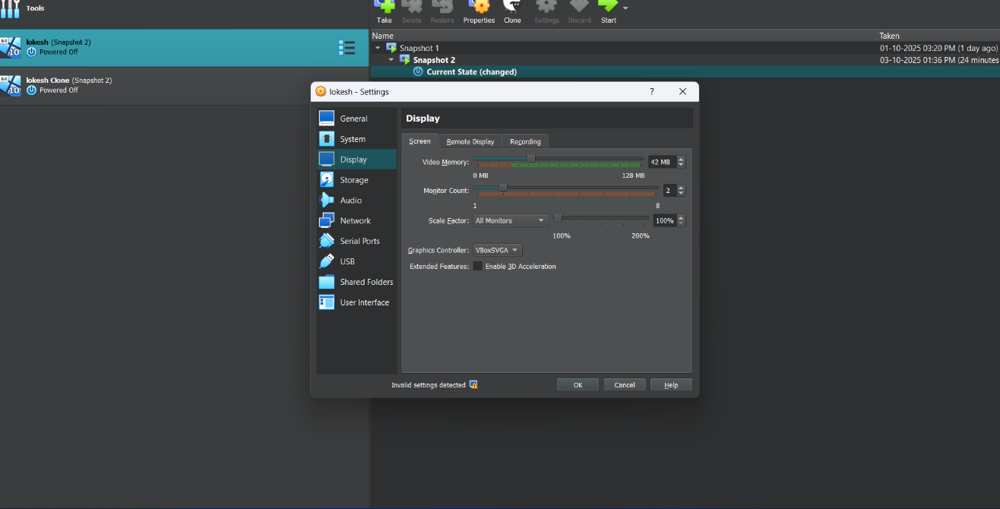 Tools
Take Delete Restore Properties Clone Settings Discard Start
64
10
lokesh (Snapshot 2)
Powered Off
64
10
lokesh Clone (Snapshot 2)
Powered Off
Name Taken
Snapshot 1 01-10-2025 03:20 PM (1 day ago)
Snapshot 2 03-10-2025 01:36 PM (24 minutes
Current State (changed)
lokesh - Settings ?
General
System
Display
Storage
Audio
Network
Serial Ports
USB
Shared Folders
User Interface
Display
Screen Remote Display Recording
Video Memory: 42 MB
0 MB 128 MB
Monitor Count: 2
1 8
Scale Factor: All Monitors 100%
100% 200%
Graphics Controller: VBoxSVGA
Extended Features: Enable 3D Acceleration
Invalid settings detected OK Cancel Help